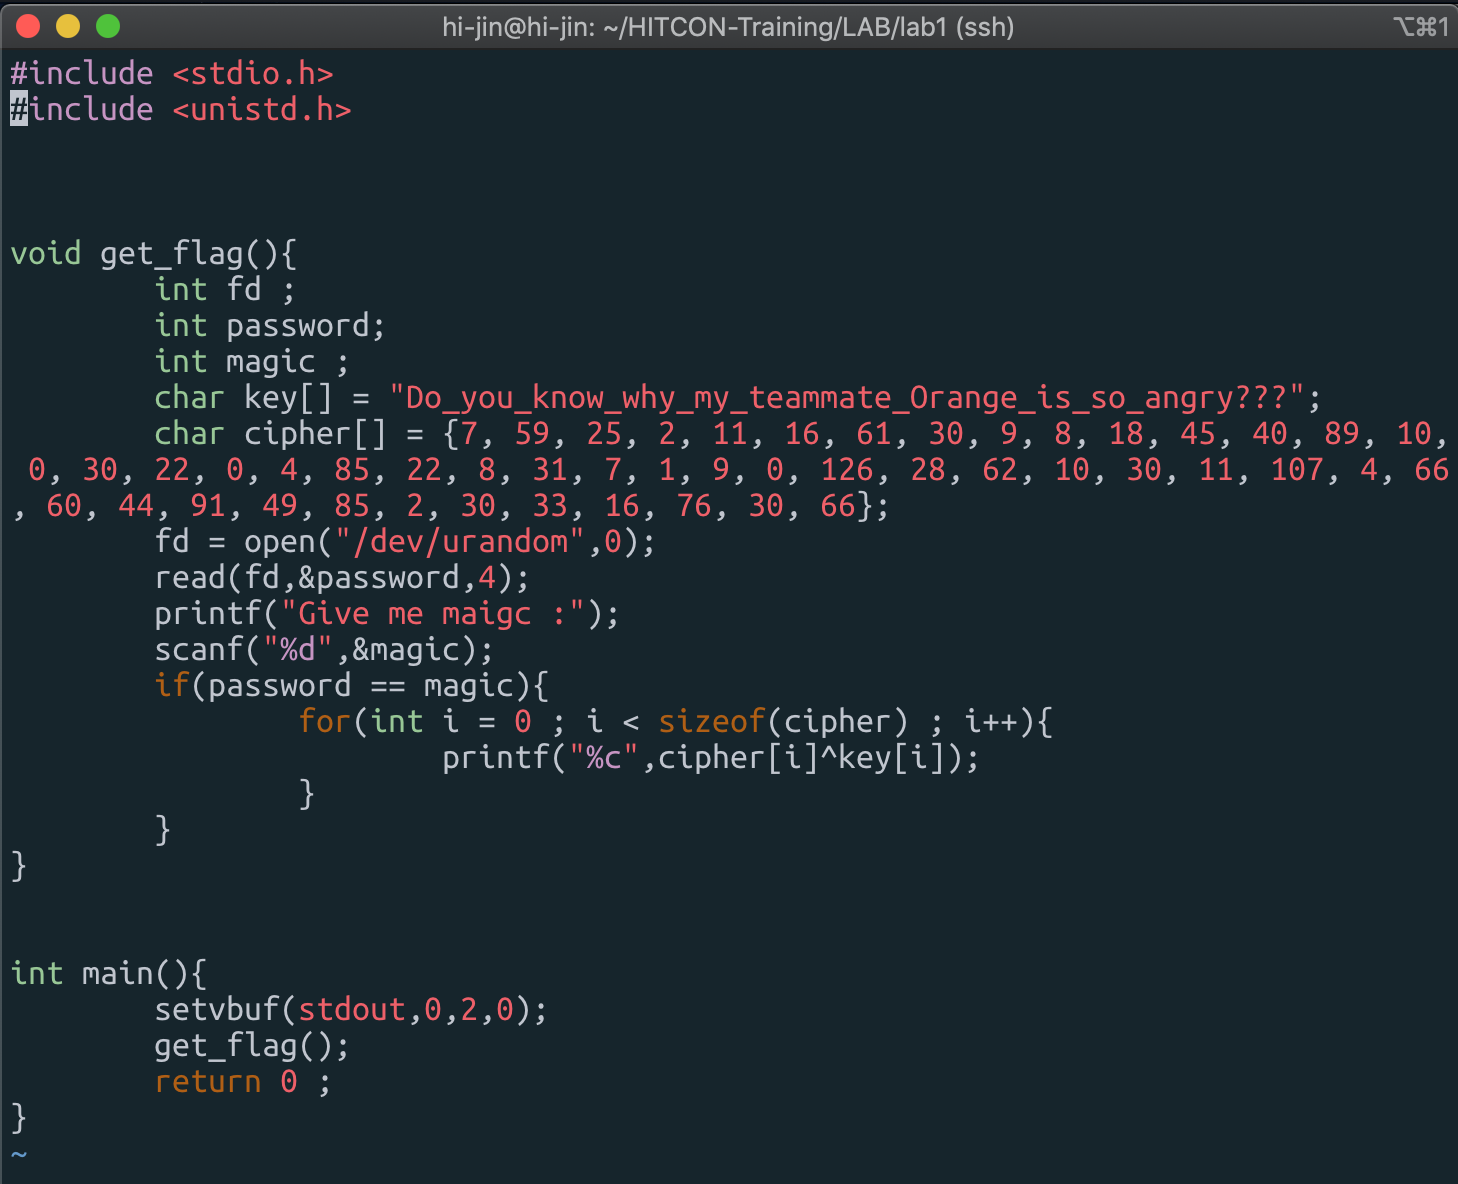 hi-jin@hi-jin: ~/HITCON-Training/LAB/lab1 (ssh)
⌥⌘1
#include <stdio.h>
#include <unistd.h>
void get_flag(){
        int fd ;
        int password;
        int magic ;
        char key[] = "Do_you_know_why_my_teammate_Orange_is_so_angry???";
        char cipher[] = {7, 59, 25, 2, 11, 16, 61, 30, 9, 8, 18, 45, 40, 89, 10,
 0, 30, 22, 0, 4, 85, 22, 8, 31, 7, 1, 9, 0, 126, 28, 62, 10, 30, 11, 107, 4, 66
, 60, 44, 91, 49, 85, 2, 30, 33, 16, 76, 30, 66};
        fd = open("/dev/urandom",0);
        read(fd,&password,4);
        printf("Give me maigc :");
        scanf("%d",&magic);
        if(password == magic){
                for(int i = 0 ; i < sizeof(cipher) ; i++){
                        printf("%c",cipher[i]^key[i]);
                }
        }
}
int main(){
        setvbuf(stdout,0,2,0);
        get_flag();
        return 0 ;
}
~